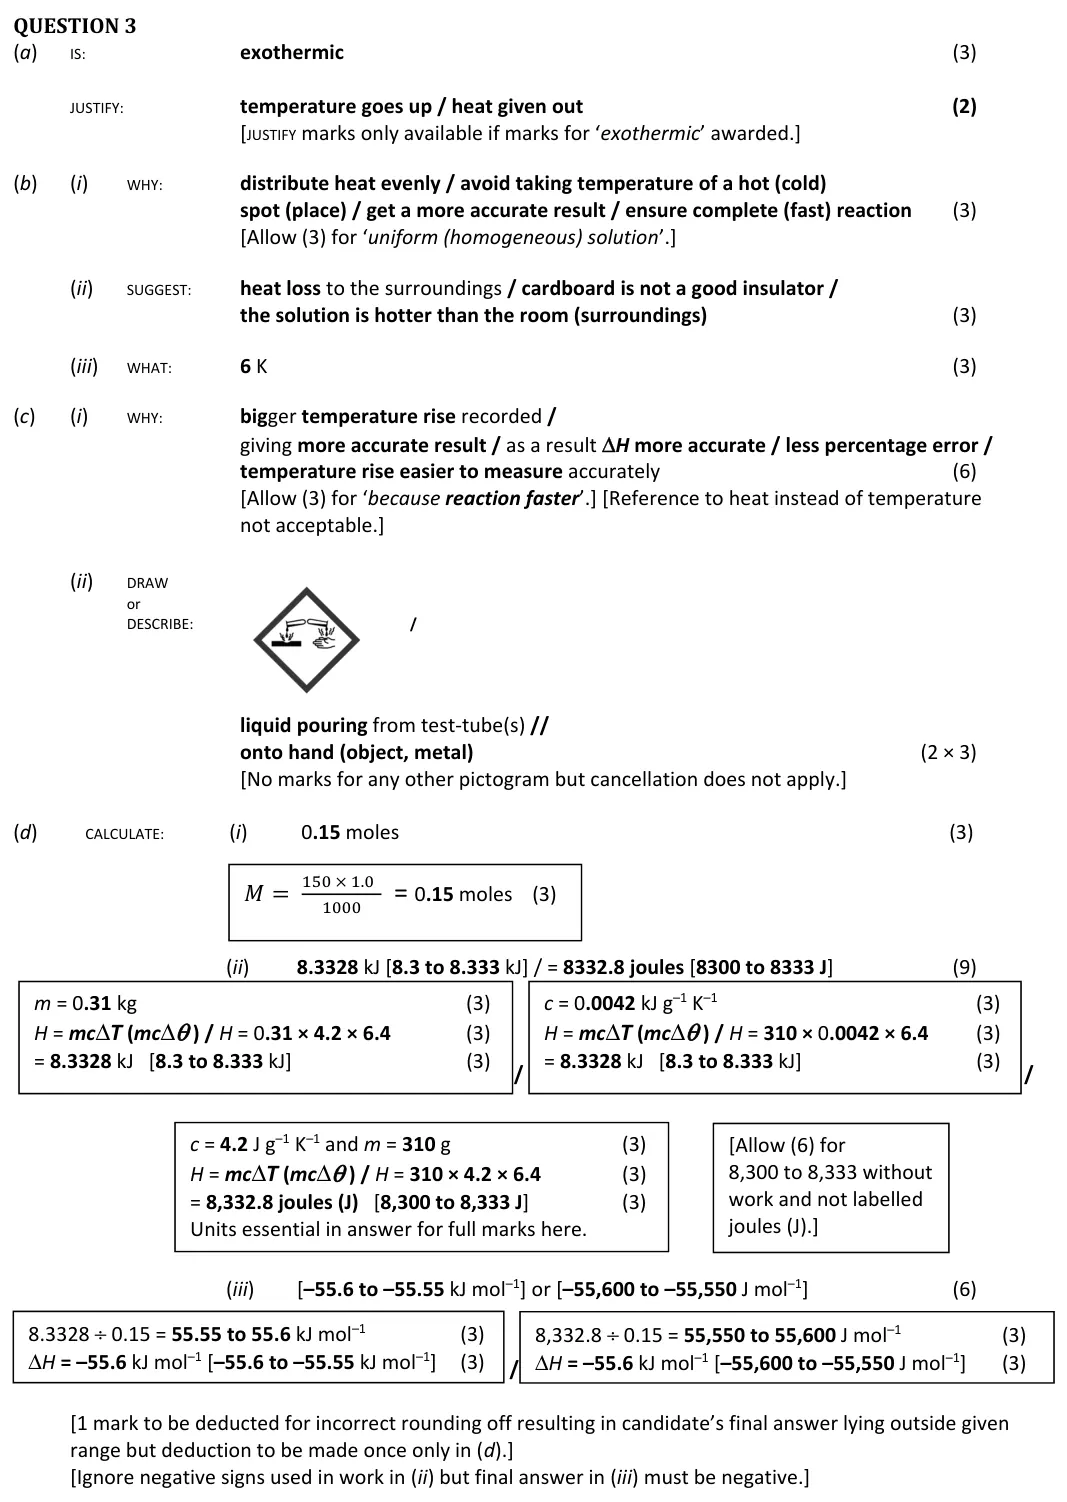 QUESTION 3
(a) IS: exothermic (3)
JUSTIFY: temperature goes up / heat given out (2)
[JUSTIFY marks only available if marks for ‘exothermic’ awarded.]
(b) (i) WHY: distribute heat evenly / avoid taking temperature of a hot (cold)
spot (place) / get a more accurate result / ensure complete (fast) reaction (3)
[Allow (3) for ‘uniform (homogeneous) solution’.]
(ii) SUGGEST: heat loss to the surroundings / cardboard is not a good insulator /
the solution is hotter than the room (surroundings) (3)
(iii) WHAT: 6 K (3)
(c) (i) WHY: bigger temperature rise recorded /
giving more accurate result / as a result ∆H more accurate / less percentage error /
temperature rise easier to measure accurately (6)
[Allow (3) for ‘because reaction faster’.] [Reference to heat instead of temperature
not acceptable.]
(ii) DRAW
or
DESCRIBE: /
liquid pouring from test-tube(s) //
onto hand (object, metal) (2 × 3)
[No marks for any other pictogram but cancellation does not apply.]
(d) CALCULATE: (i) 0.15 moles (3)
M = 150 × 1.0 / 1000 = 0.15 moles (3)
(ii) 8.3328 kJ [8.3 to 8.333 kJ] / = 8332.8 joules [8300 to 8333 J] (9)
m = 0.31 kg (3)
H = mc∆T (mc∆θ ) / H = 0.31 × 4.2 × 6.4 (3)
= 8.3328 kJ [8.3 to 8.333 kJ] (3)
/
c = 0.0042 kJ g–1 K–1 (3)
H = mc∆T (mc∆θ ) / H = 310 × 0.0042 × 6.4 (3)
= 8.3328 kJ [8.3 to 8.333 kJ] (3)
/
c = 4.2 J g–1 K–1 and m = 310 g (3)
H = mc∆T (mc∆θ ) / H = 310 × 4.2 × 6.4 (3)
= 8,332.8 joules (J) [8,300 to 8,333 J] (3)
Units essential in answer for full marks here.
[Allow (6) for
8,300 to 8,333 without
work and not labelled
joules (J).]
(iii) [–55.6 to –55.55 kJ mol–1] or [–55,600 to –55,550 J mol–1] (6)
8.3328 ÷ 0.15 = 55.55 to 55.6 kJ mol–1 (3)
∆H = –55.6 kJ mol–1 [–55.6 to –55.55 kJ mol–1] (3)
/
8,332.8 ÷ 0.15 = 55,550 to 55,600 J mol–1 (3)
∆H = –55.6 kJ mol–1 [–55,600 to –55,550 J mol–1] (3)
[1 mark to be deducted for incorrect rounding off resulting in candidate’s final answer lying outside given
range but deduction to be made once only in (d).]
[Ignore negative signs used in work in (ii) but final answer in (iii) must be negative.]